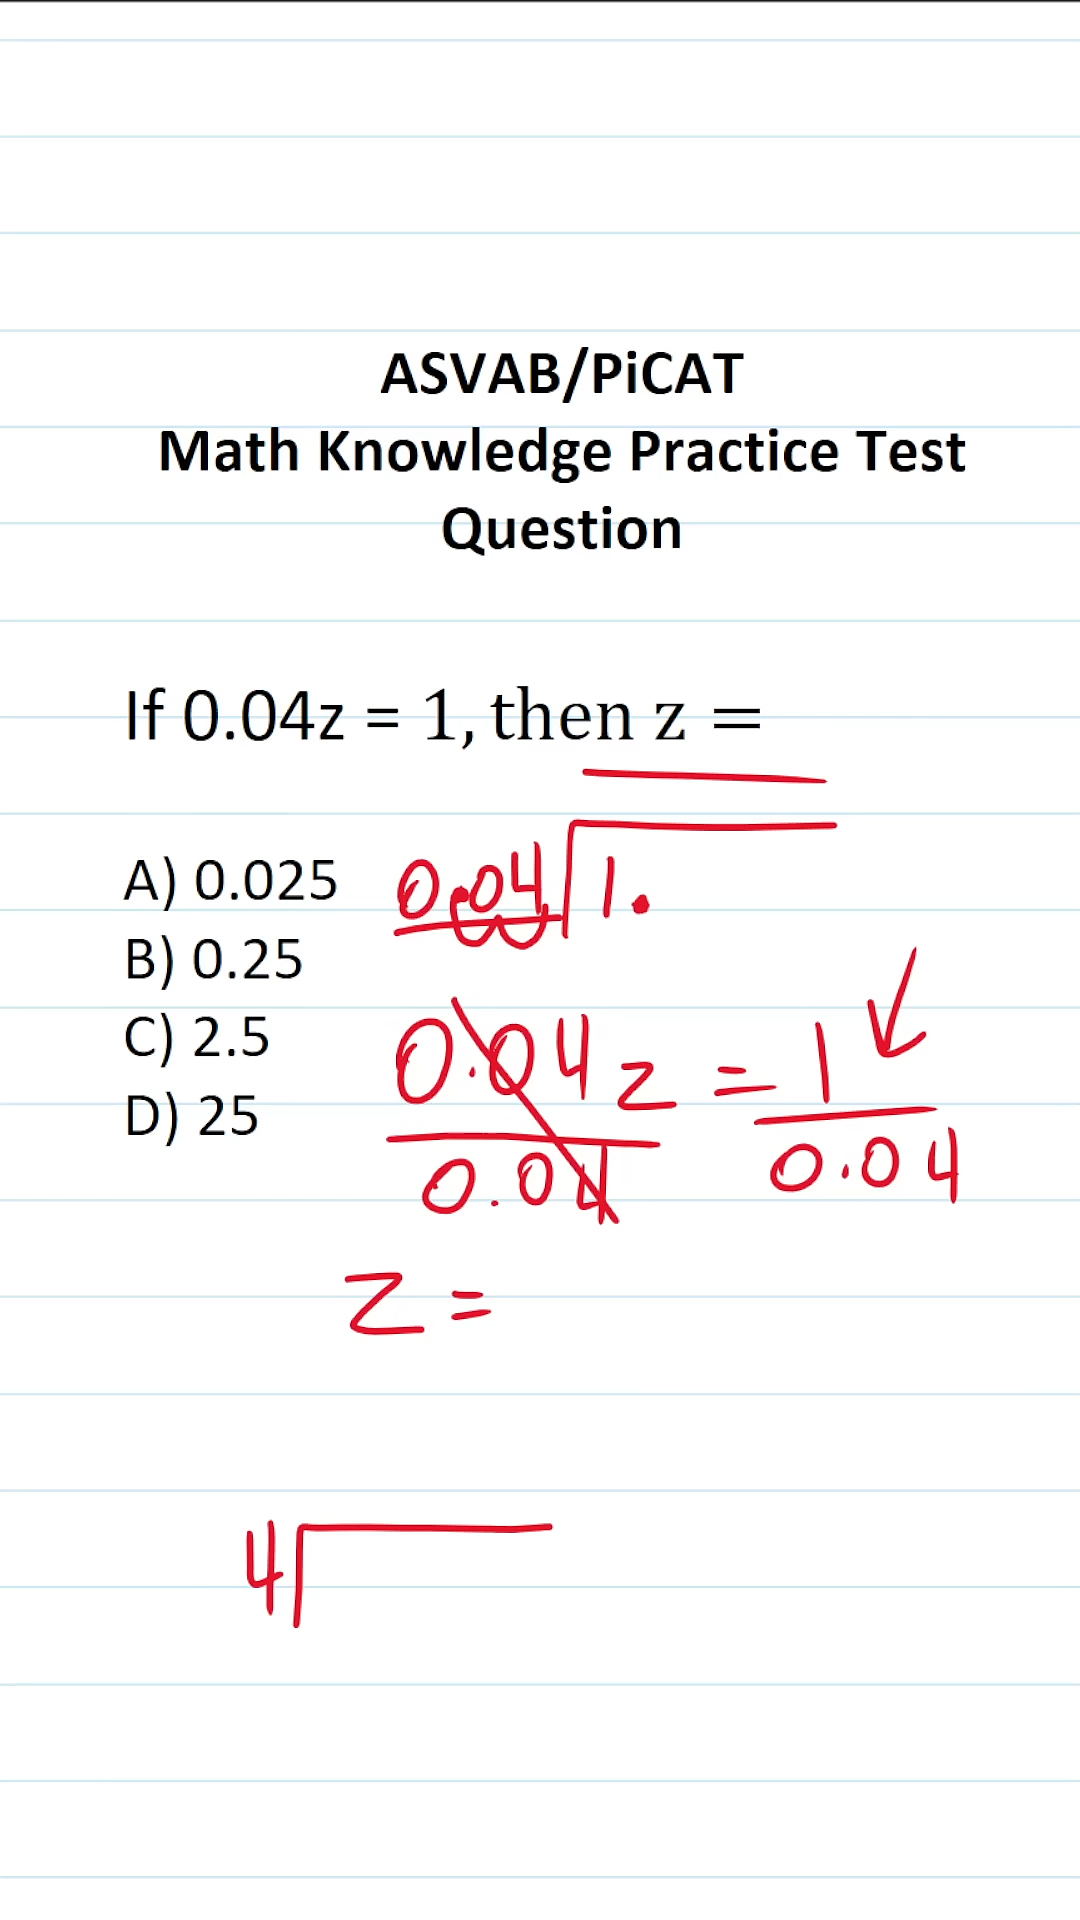 ASVAB/PiCAT
Math Knowledge Practice Test
Question
If 0.04z = 1, then z =
A) 0.025
B) 0.25
C) 2.5
D) 25
0.04 1.
0.04z = 1
0.04 0.04
z =
4